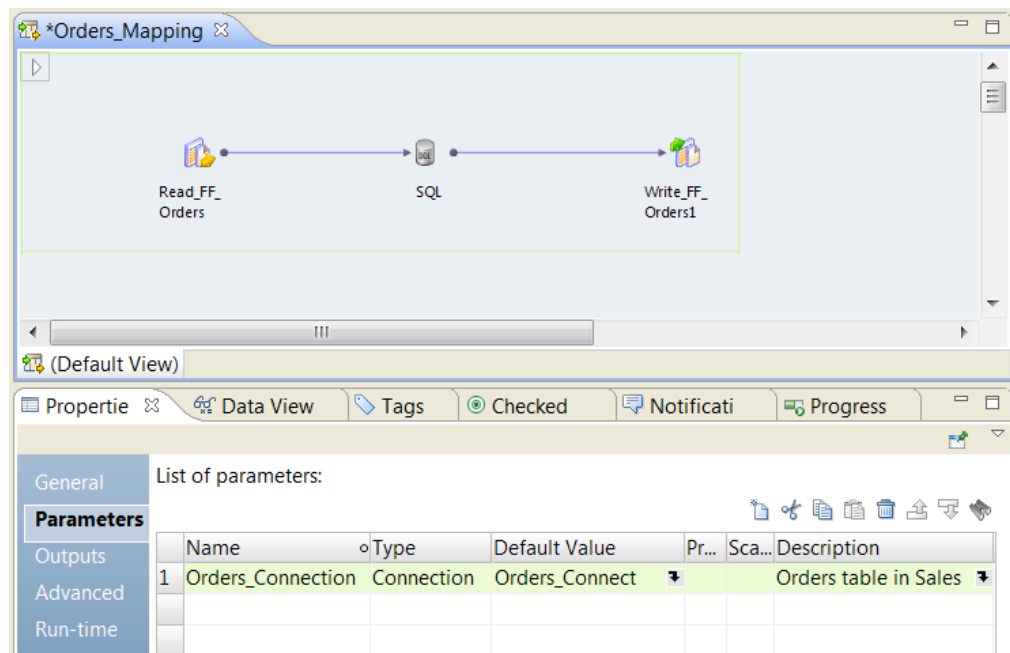 *Orders_Mapping
Read_FF_
Orders
SQL
Write_FF_
Orders1
(Default View)
Propertie Data View Tags Checked Notificati Progress
General
List of parameters:
Parameters
Outputs
Advanced
Run-time
Name Type Default Value Pr... Sca... Description
1 Orders_Connection Connection Orders_Connect Orders table in Sales